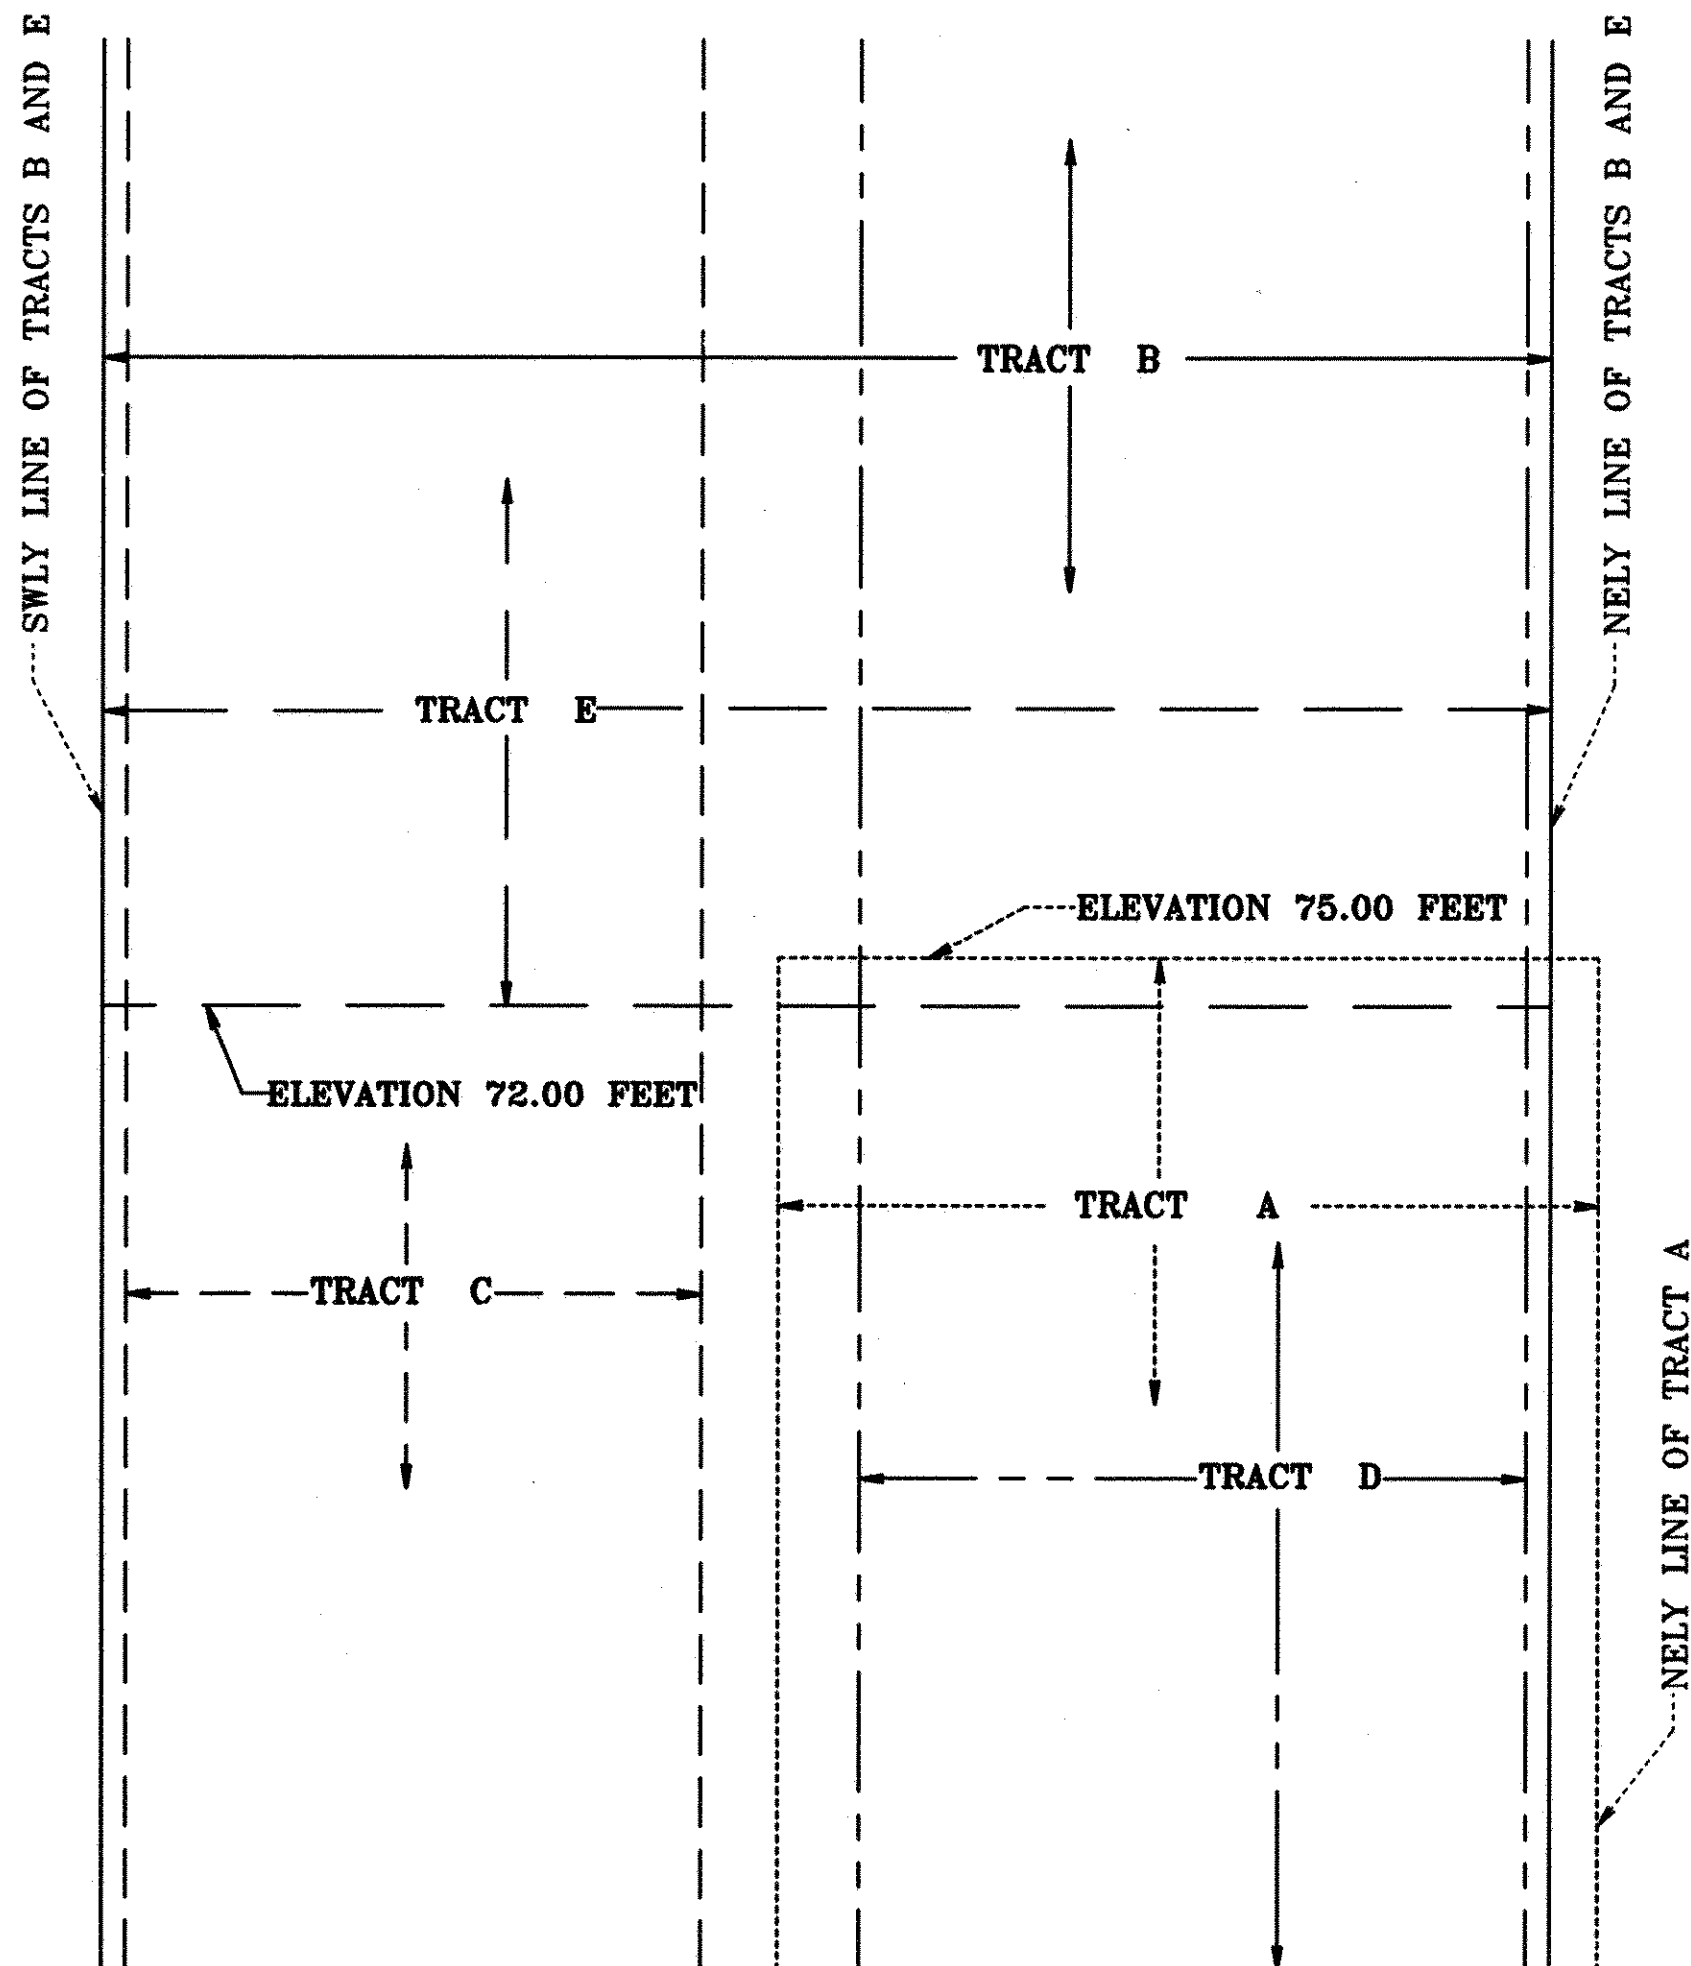 SWLY LINE OF TRACTS B AND E
NELY LINE OF TRACTS B AND E
TRACT B
TRACT E
ELEVATION 75.00 FEET
ELEVATION 72.00 FEET
TRACT A
TRACT C
NELY LINE OF TRACT A
TRACT D